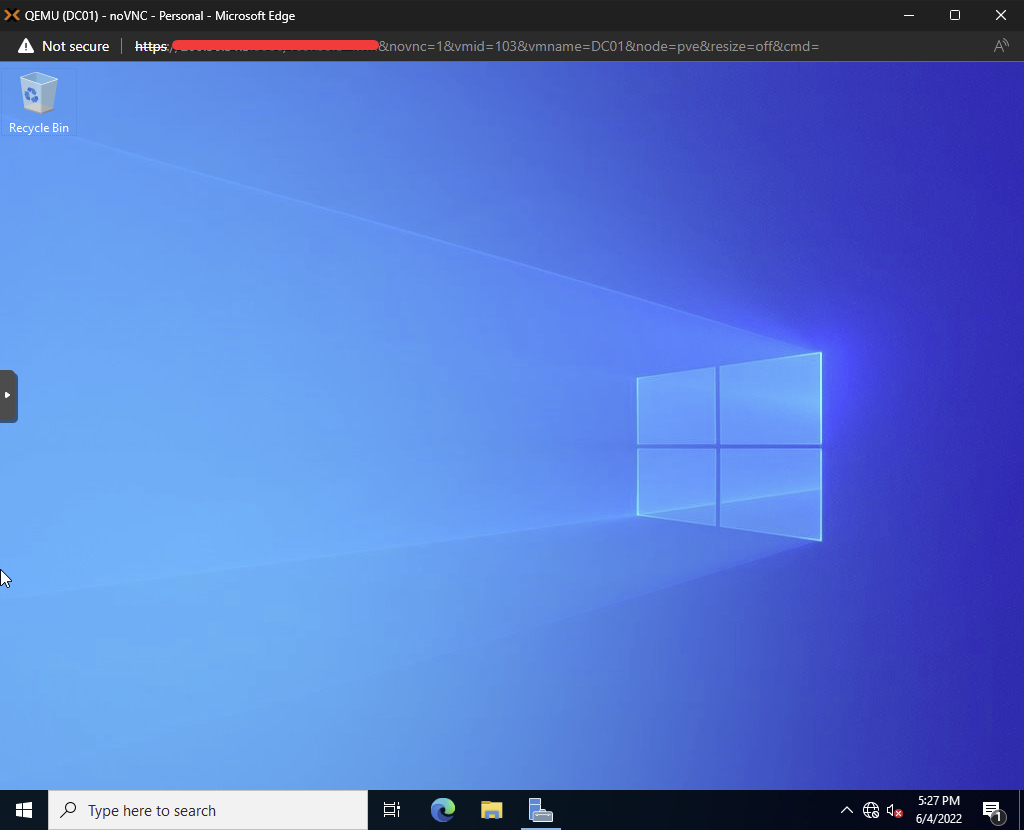 QEMU (DC01) - noVNC - Personal - Microsoft Edge
Not secure https:/ &novnc=1&vmid=103&vmname=DC01&node=pve&resize=off&cmd=
Recycle Bin
Type here to search
5:27 PM
6/4/2022
1